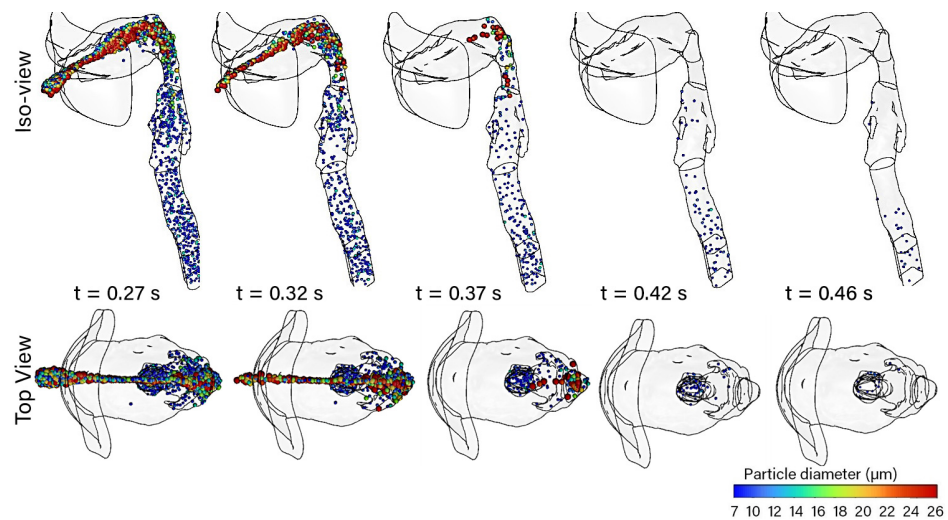 Iso-view
t = 0.27 s t = 0.32 s t = 0.37 s t = 0.42 s t = 0.46 s
Top View
Particle diameter (μm)
7 10 12 14 16 18 20 22 24 26